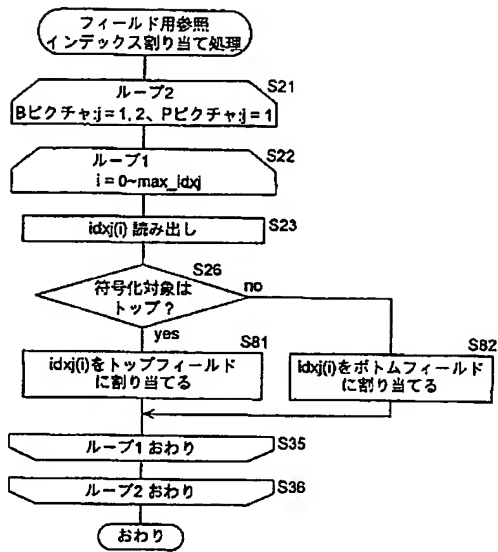 フィールド用参照
インデックス割り当て処理
S21
ループ2
Bピクチャ:j = 1, 2、Pピクチャ:j = 1
S22
ループ1
i = 0~max_idxj
S23
idxj(i) 読み出し
S26
符号化対象は
トップ？
no
yes
S81
idxj(i)をトップフィールド
に割り当てる
S82
idxj(i)をボトムフィールド
に割り当てる
ループ1 おわり
S35
ループ2 おわり
S36
おわり